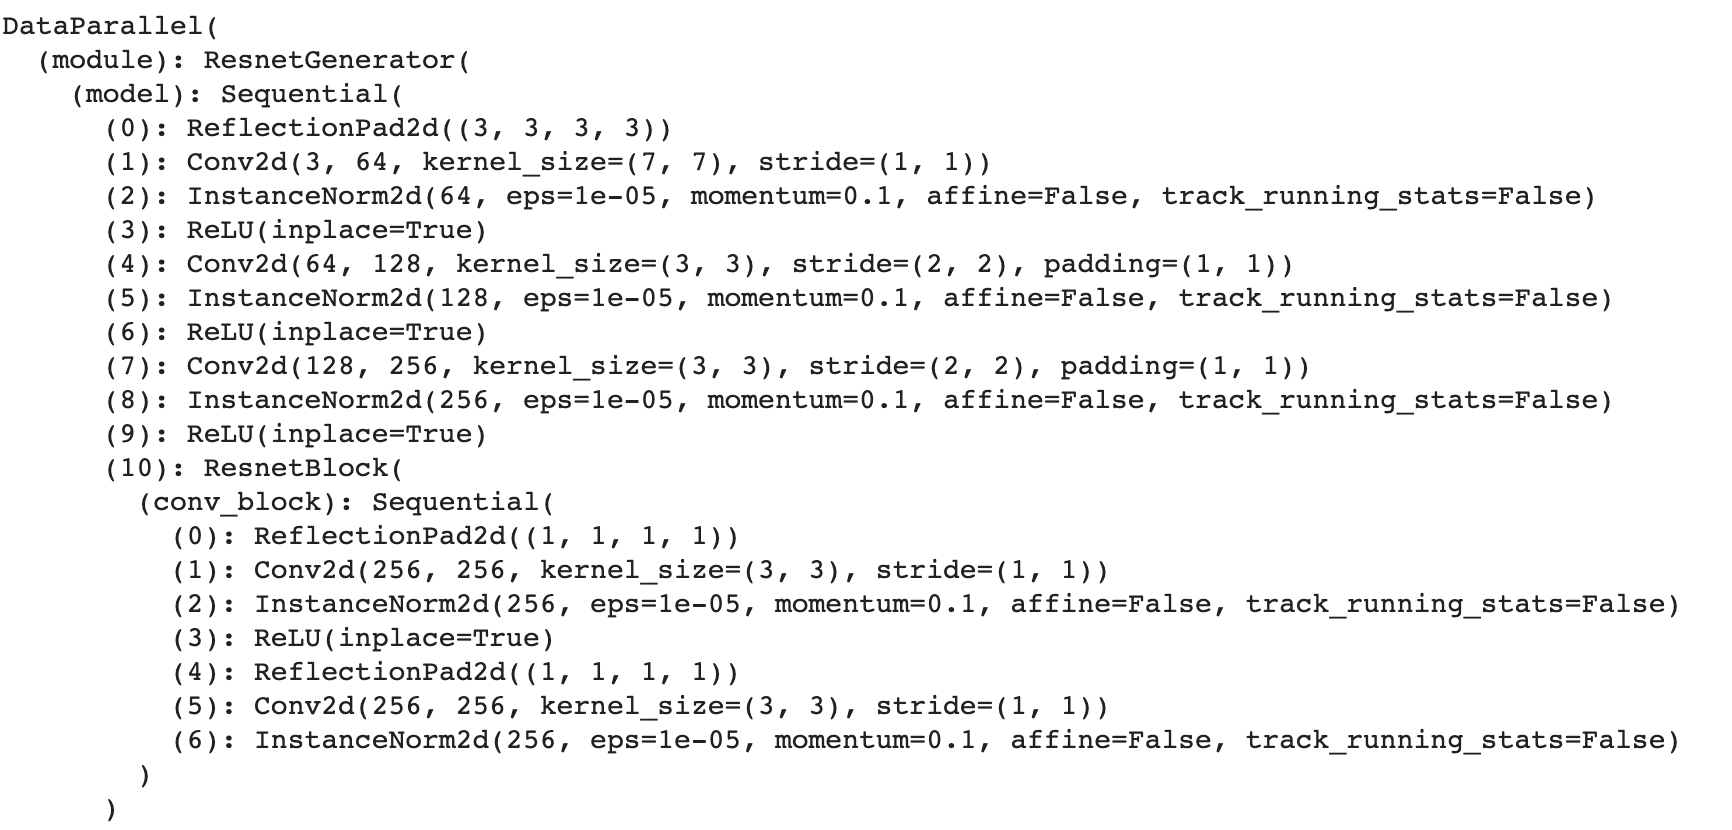 DataParallel(
  (module): ResnetGenerator(
    (model): Sequential(
      (0): ReflectionPad2d((3, 3, 3, 3))
      (1): Conv2d(3, 64, kernel_size=(7, 7), stride=(1, 1))
      (2): InstanceNorm2d(64, eps=1e-05, momentum=0.1, affine=False, track_running_stats=False)
      (3): ReLU(inplace=True)
      (4): Conv2d(64, 128, kernel_size=(3, 3), stride=(2, 2), padding=(1, 1))
      (5): InstanceNorm2d(128, eps=1e-05, momentum=0.1, affine=False, track_running_stats=False)
      (6): ReLU(inplace=True)
      (7): Conv2d(128, 256, kernel_size=(3, 3), stride=(2, 2), padding=(1, 1))
      (8): InstanceNorm2d(256, eps=1e-05, momentum=0.1, affine=False, track_running_stats=False)
      (9): ReLU(inplace=True)
      (10): ResnetBlock(
        (conv_block): Sequential(
          (0): ReflectionPad2d((1, 1, 1, 1))
          (1): Conv2d(256, 256, kernel_size=(3, 3), stride=(1, 1))
          (2): InstanceNorm2d(256, eps=1e-05, momentum=0.1, affine=False, track_running_stats=False)
          (3): ReLU(inplace=True)
          (4): ReflectionPad2d((1, 1, 1, 1))
          (5): Conv2d(256, 256, kernel_size=(3, 3), stride=(1, 1))
          (6): InstanceNorm2d(256, eps=1e-05, momentum=0.1, affine=False, track_running_stats=False)
        )
      )